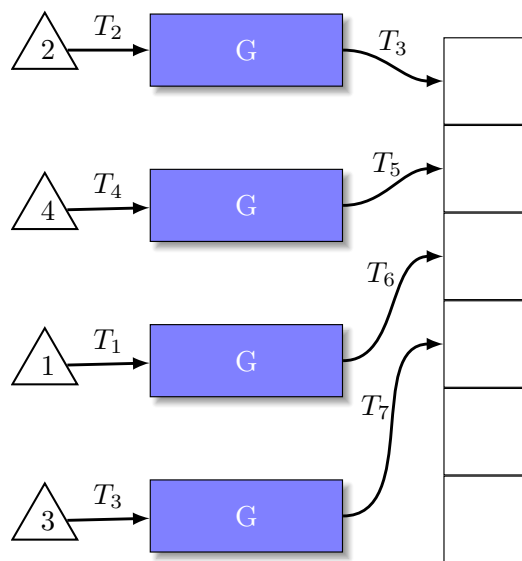 2 T₂ G T₃
4 T₄ G T₅
1 T₁ G T₆
3 T₃ G T₇